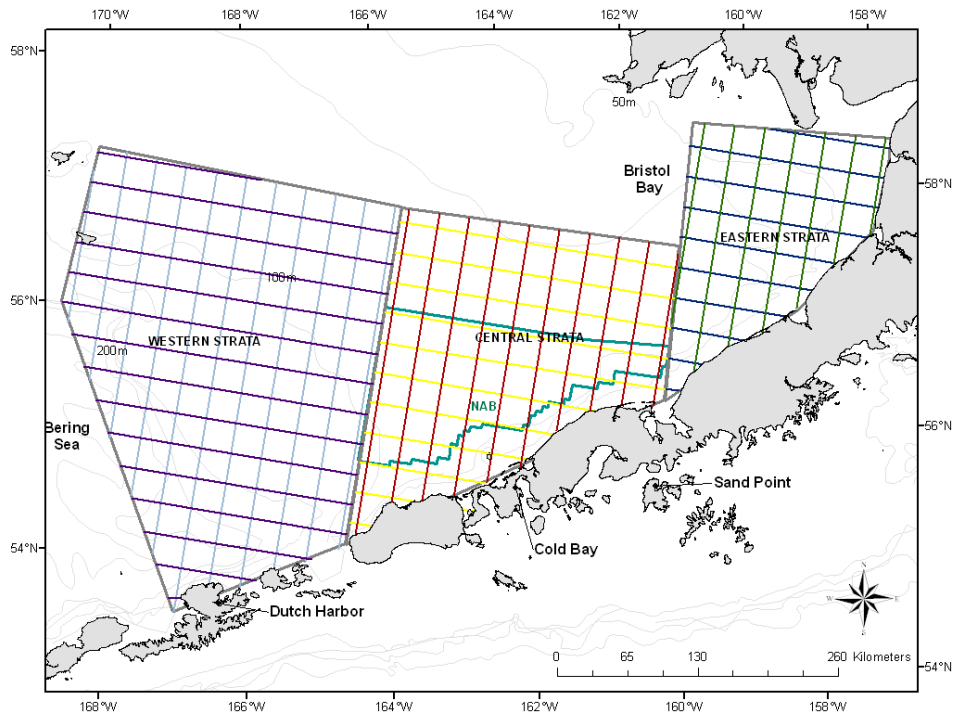 170°W 168°W 166°W 164°W 162°W 160°W 158°W
58°N
50m
Bristol
Bay
58°N
EASTERN STRATA
100m
56°N
WESTERN STRATA
CENTRAL STRATA
200m
NAB
Bering
Sea
56°N
Sand Point
54°N
Cold Bay
N
W E
S
Dutch Harbor
0 65 130 260 Kilometers
54°N
168°W 166°W 164°W 162°W 160°W 158°W